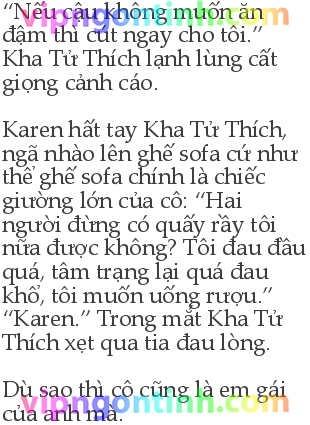 “Nếu cậu không muốn ăn
đậm thì cút ngay cho tôi.”
Kha Tử Thích lạnh lùng cất
giọng cảnh cáo.
Karen hất tay Kha Tử Thích,
ngã nhào lên ghế sofa cứ như
thể ghế sofa chính là chiếc
giường lớn của cô: “Hai
người đừng có quấy rầy tôi
nữa được không? Tôi đau đầu
quá, tâm trạng lại quá đau
khổ, tôi muốn uống rượu.”
“Karen.” Trong mắt Kha Tử
Thích xẹt qua tia đau lòng.
Dù sao thì cô cũng là em gái
của anh mà.
vipngontinh.com
vipngontinh.com